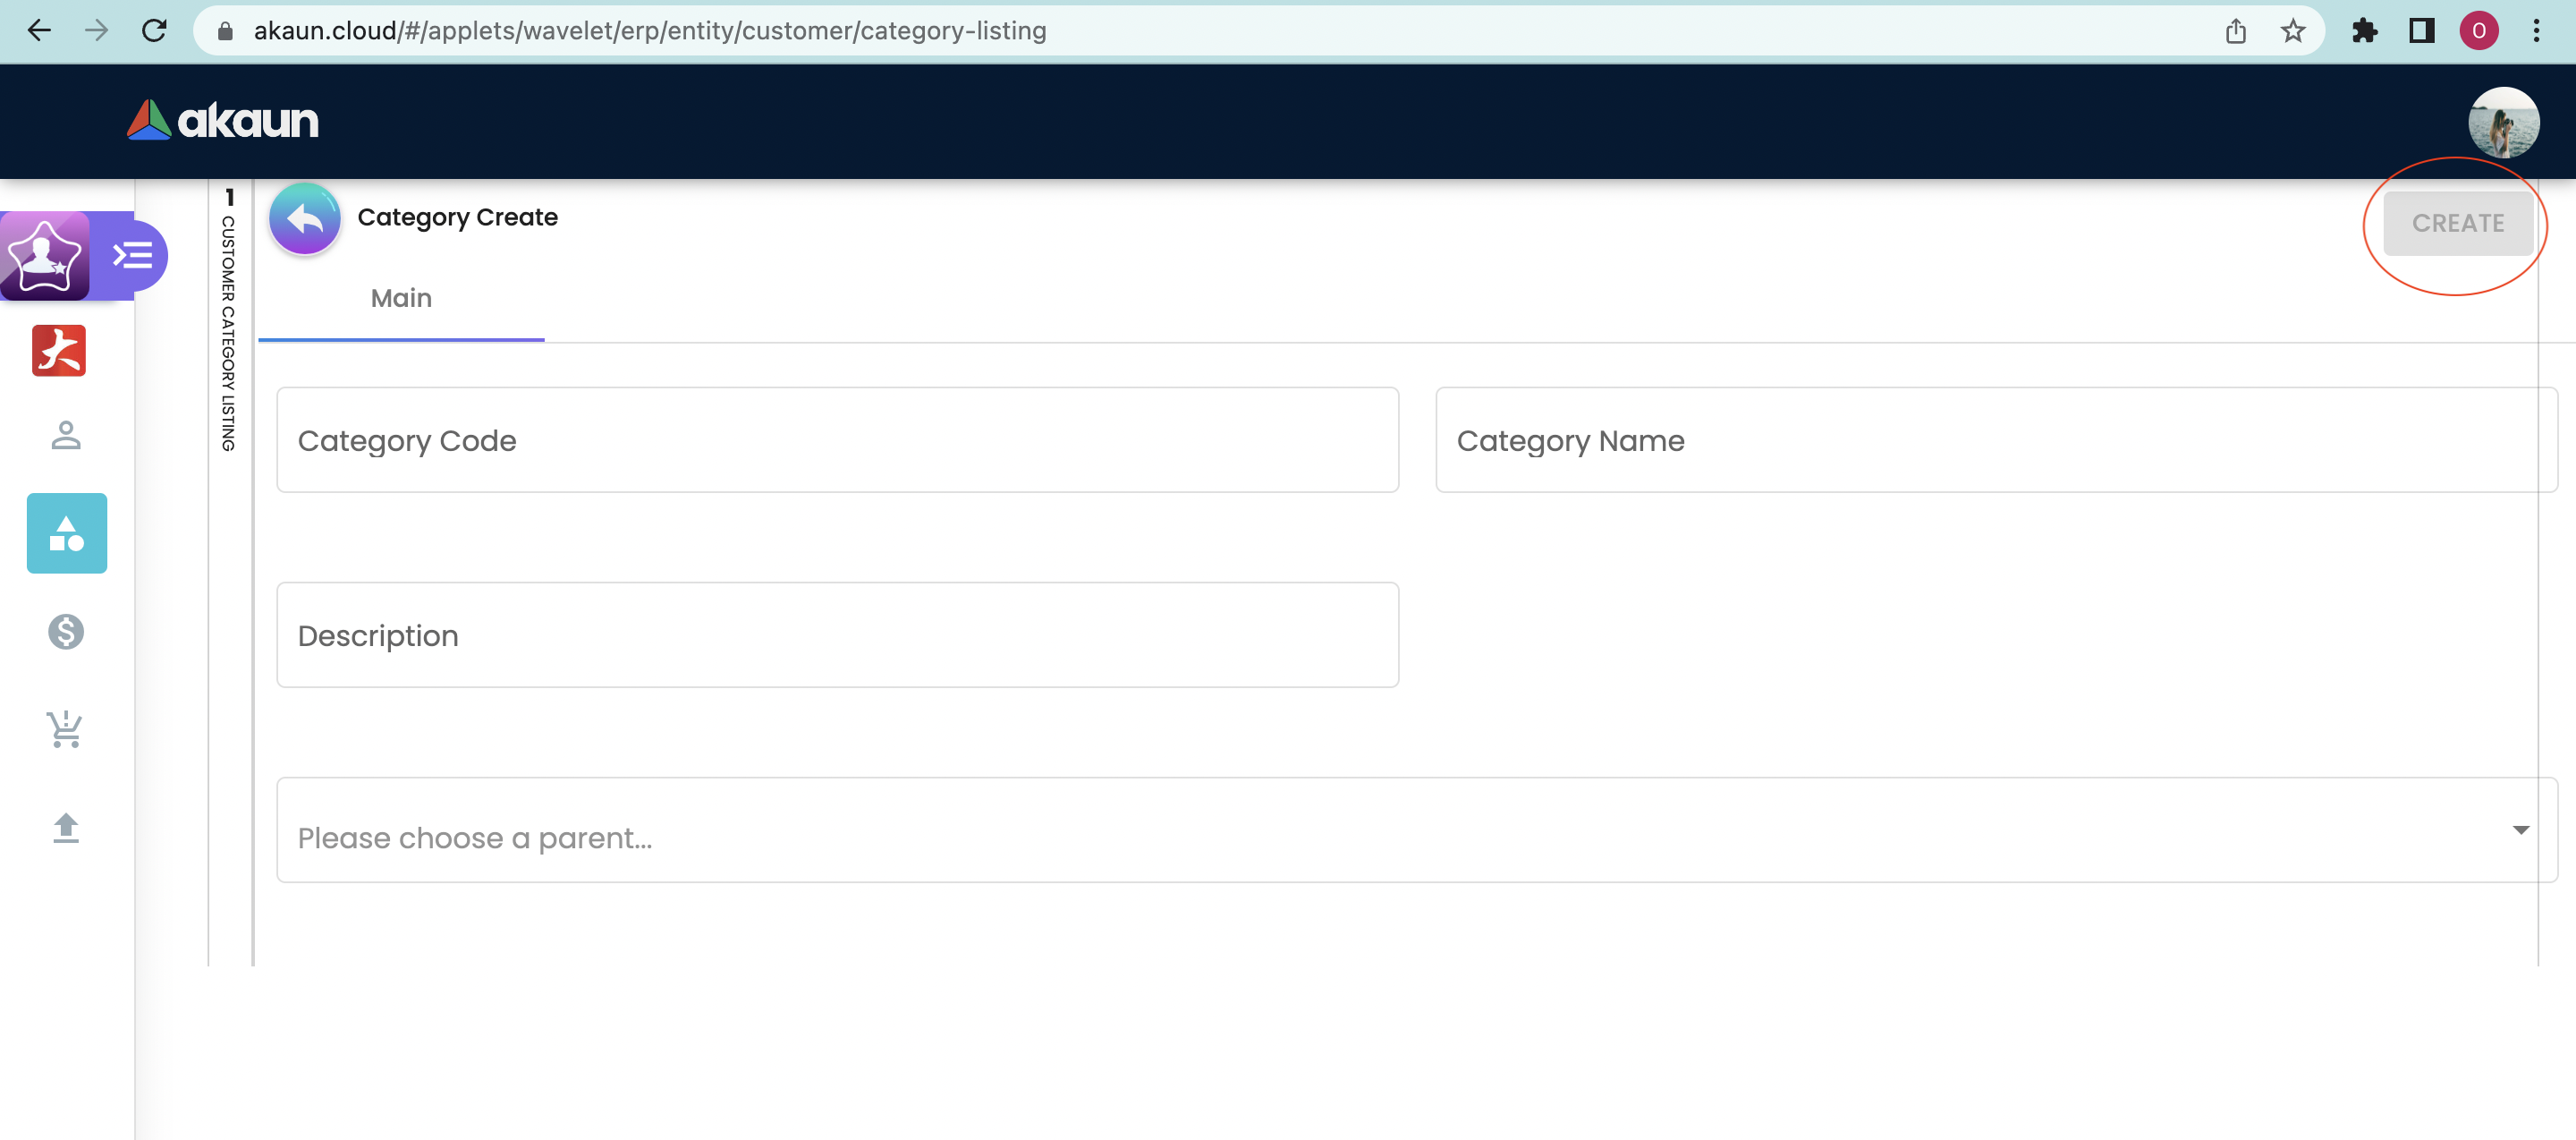 akaun.cloud/#/applets/wavelet/erp/entity/customer/category-listing
O
akaun
1
CUSTOMER CATEGORY LISTING
Category Create
CREATE
Main
Category Code
Category Name
Description
Please choose a parent...